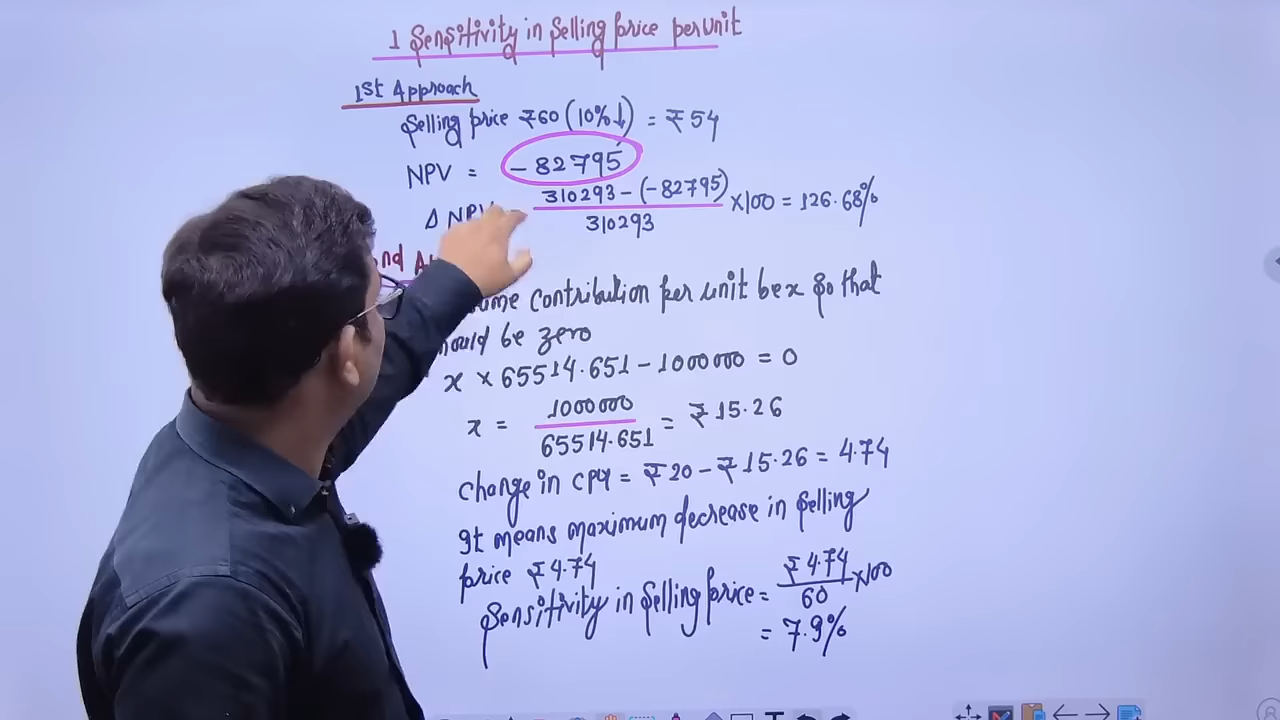 1 Sensitivity in Selling price per unit
1st Approach
Selling price ₹60 (10%↓) = ₹54
NPV = -82795
Δ NPV = 310293 - (-82795)
310293
×100 = 126.68%
contribution per unit be x so that
be zero
x × 65514.651 - 1000000 = 0
x = 1000000
65514.651
= ₹15.26
change in CPU = ₹20 - ₹15.26 = 4.74
It means maximum decrease in selling
price ₹4.74
Sensitivity in Selling price = ₹4.74
60
×100
= 7.9%